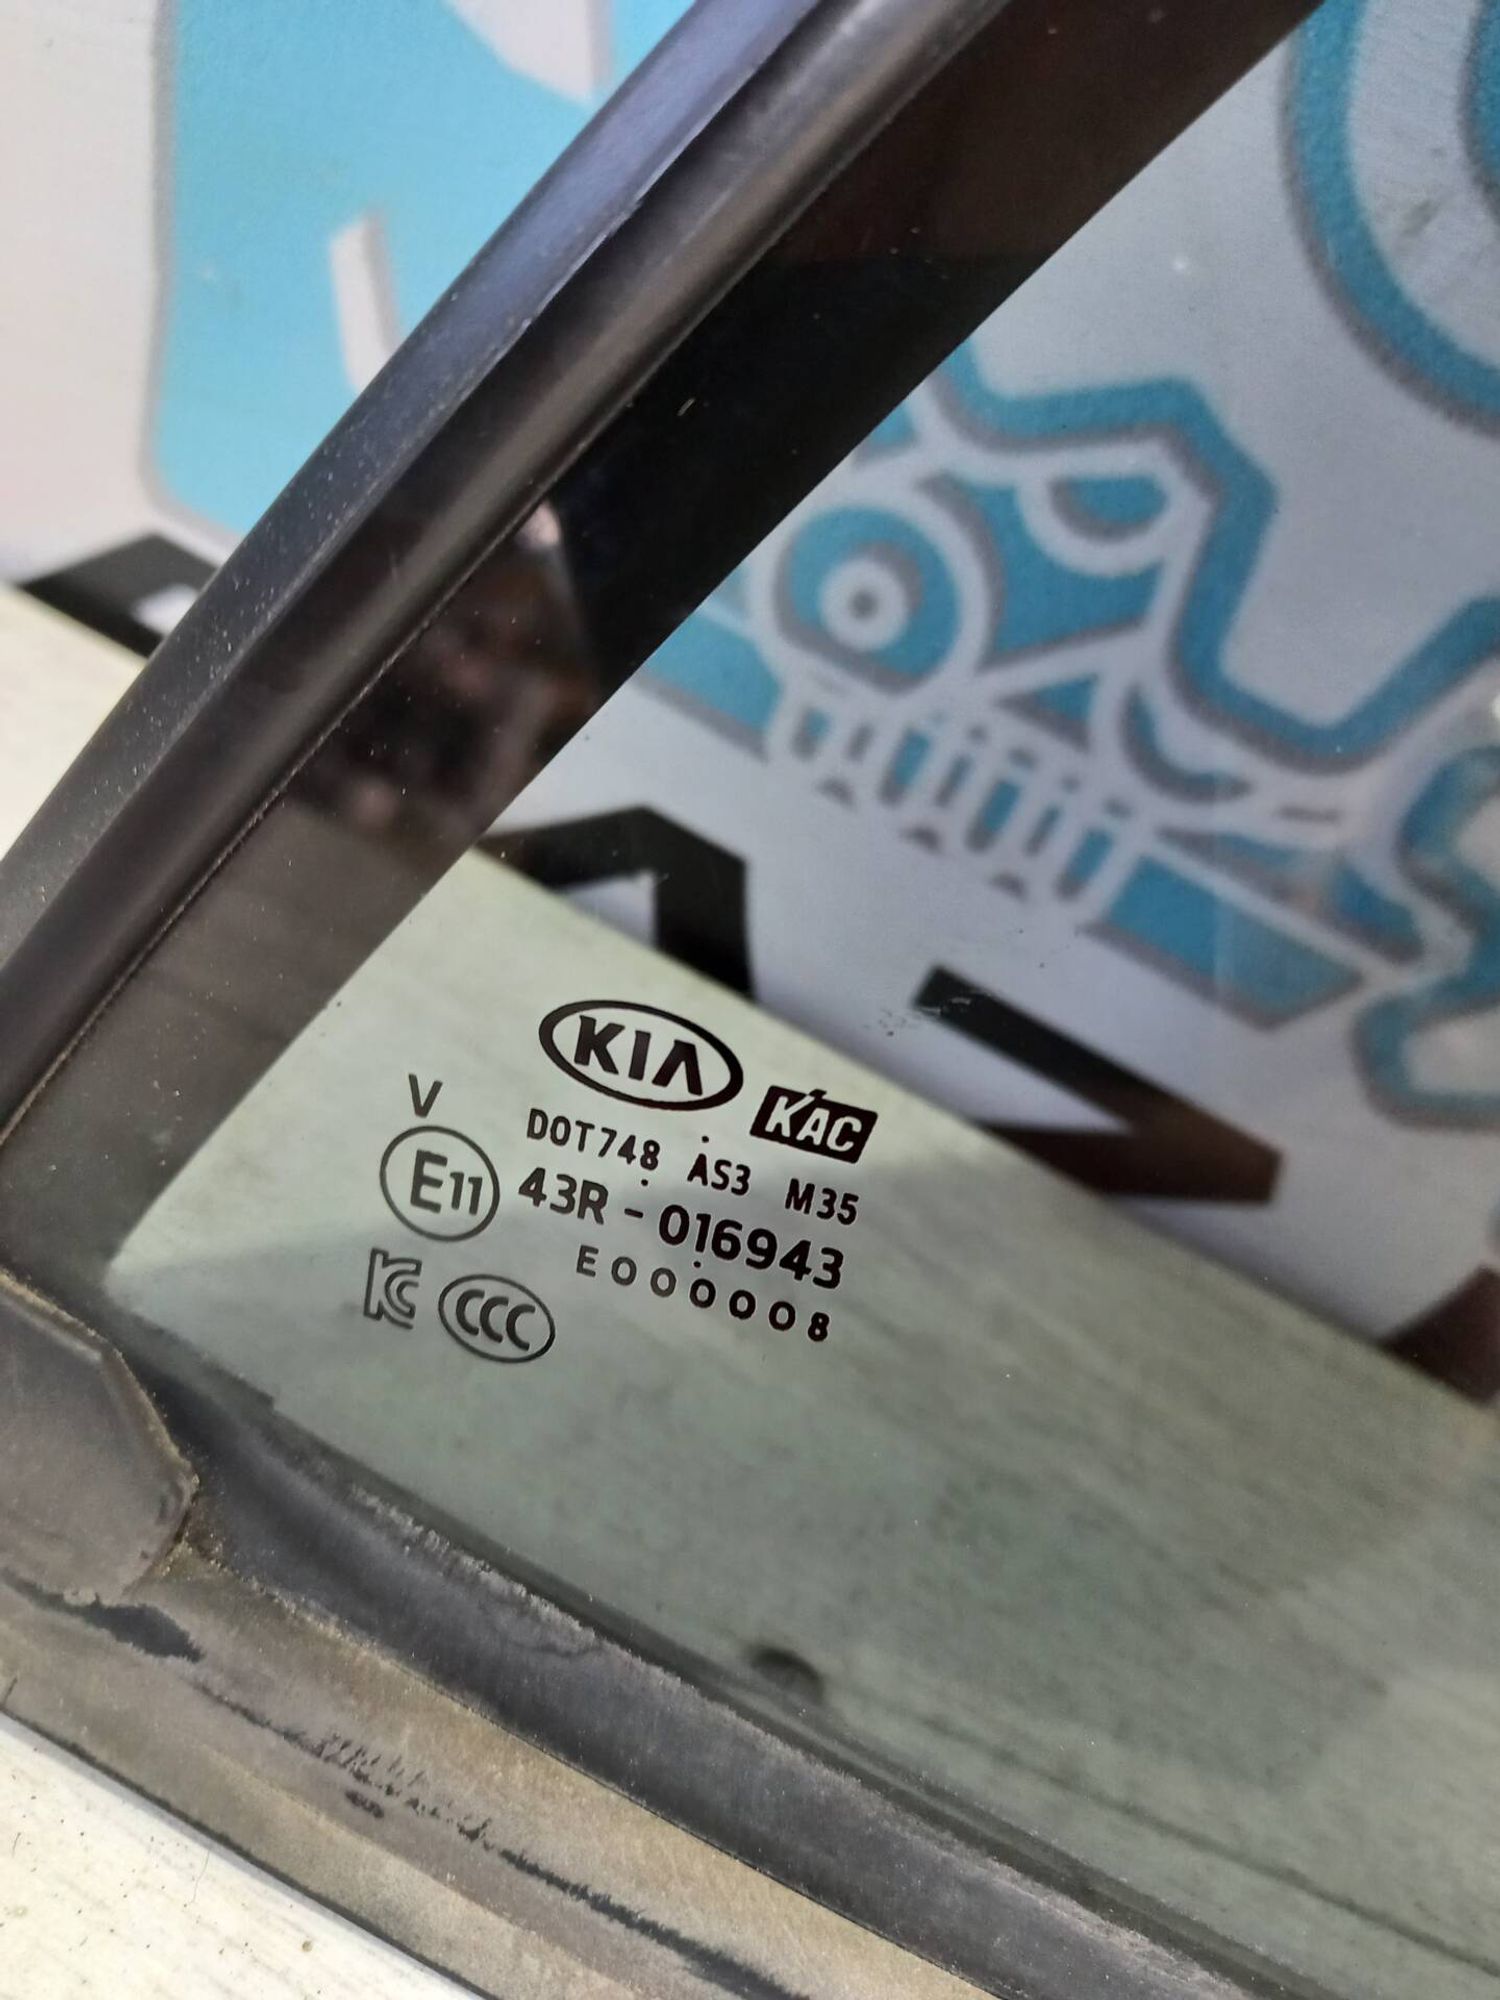 KIA
KAC
V
DOT748 AS3 M35
E11 43R - 016943
E000008
KC CCC